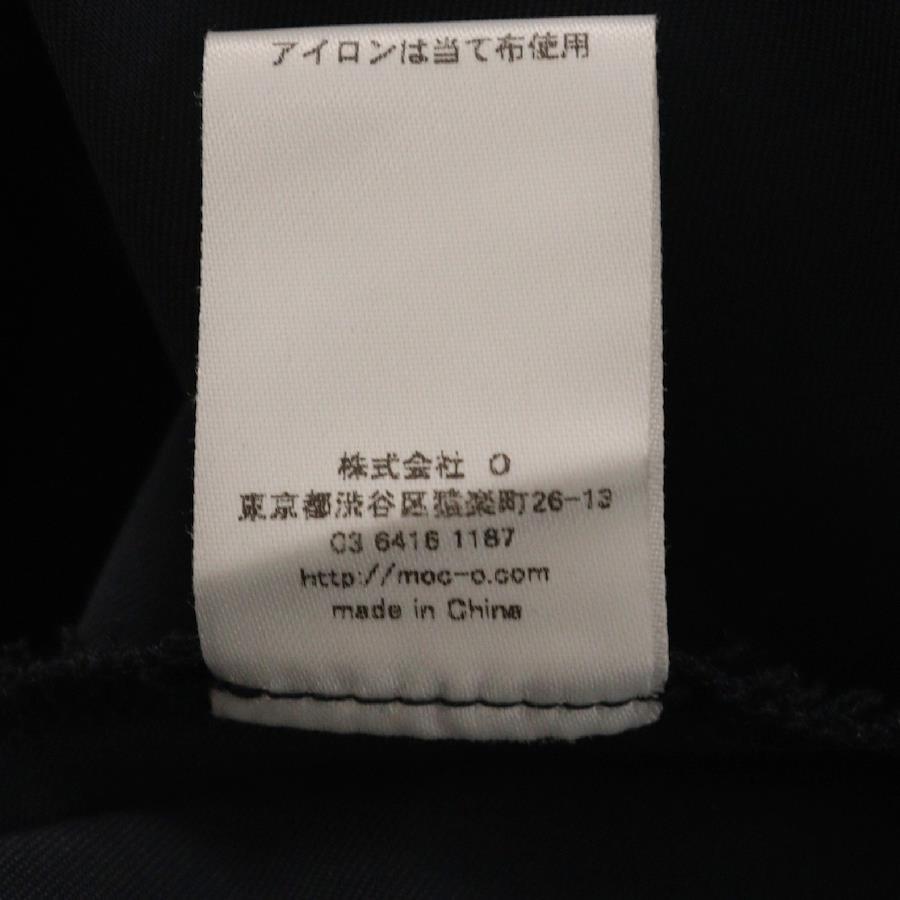 アイロンは当て布使用
株式会社 O
東京都渋谷区猿楽町26-13
03 6416 1187
http://moc-o.com
made in China